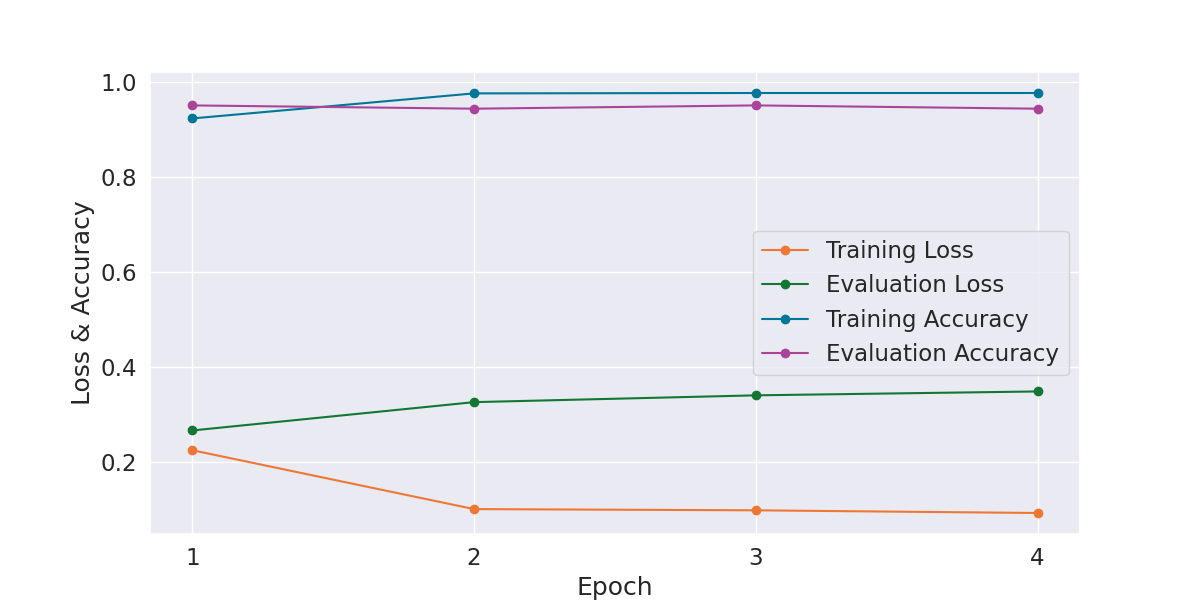 1.0
0.8
0.6
0.4
0.2
Loss & Accuracy
Training Loss
Evaluation Loss
Training Accuracy
Evaluation Accuracy
1 2 3 4
Epoch